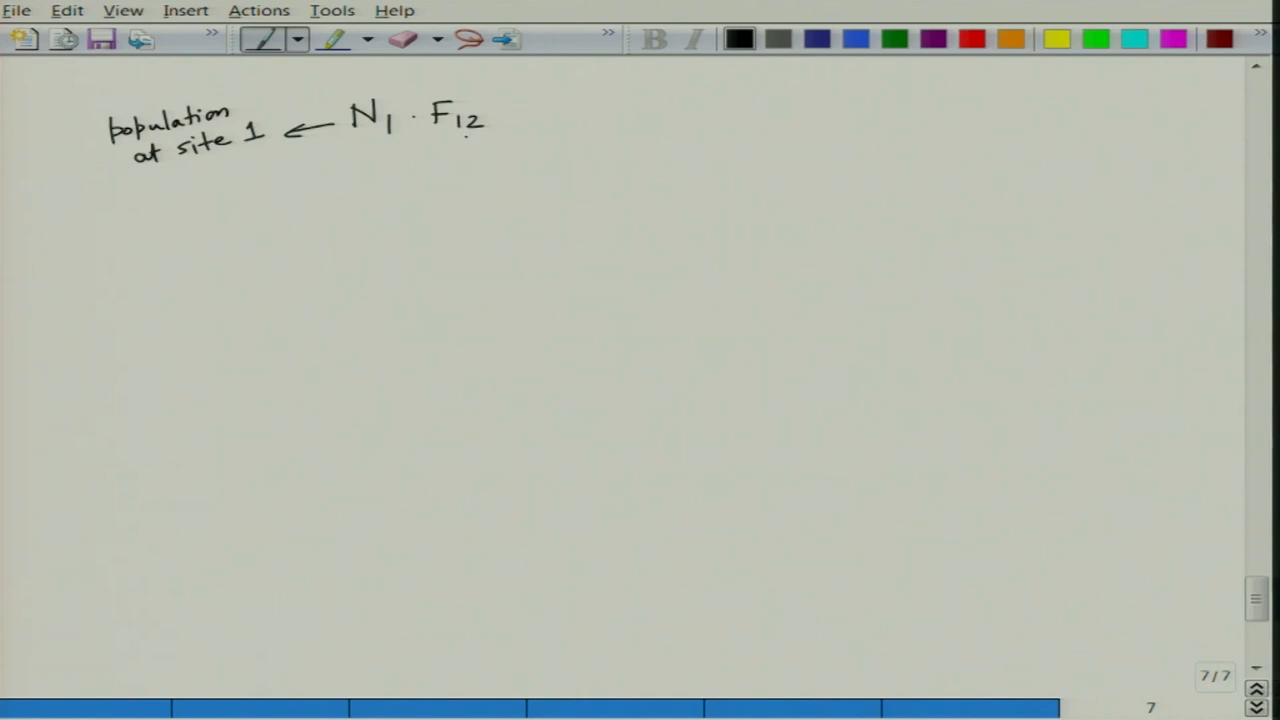 File Edit View Insert Actions Tools Help
B I
population
at site 1 ← N₁ · F₁₂
7/7
7